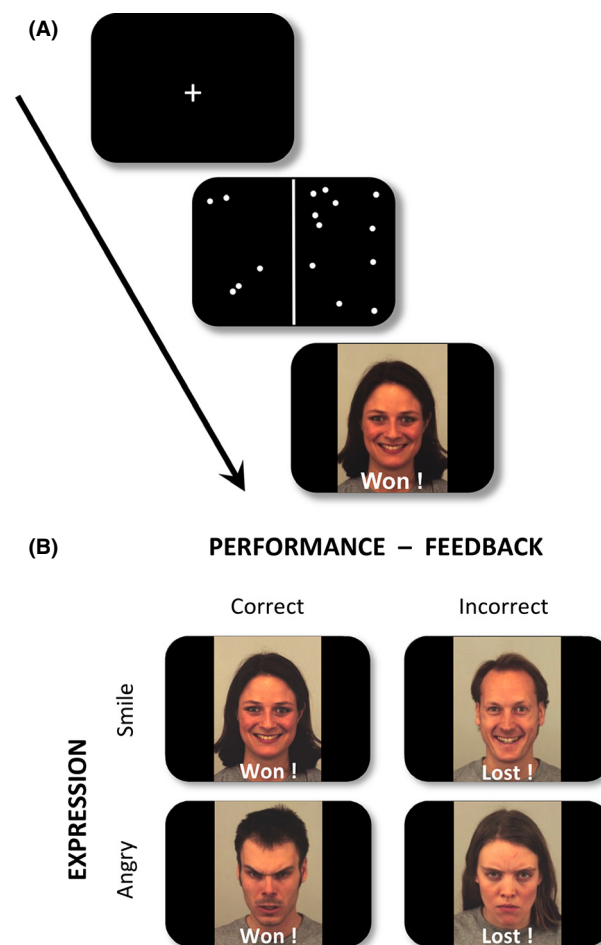 (A)
Won !
(B)
PERFORMANCE – FEEDBACK
Correct
Incorrect
Smile
Won !
Lost !
EXPRESSION
Angry
Won !
Lost !